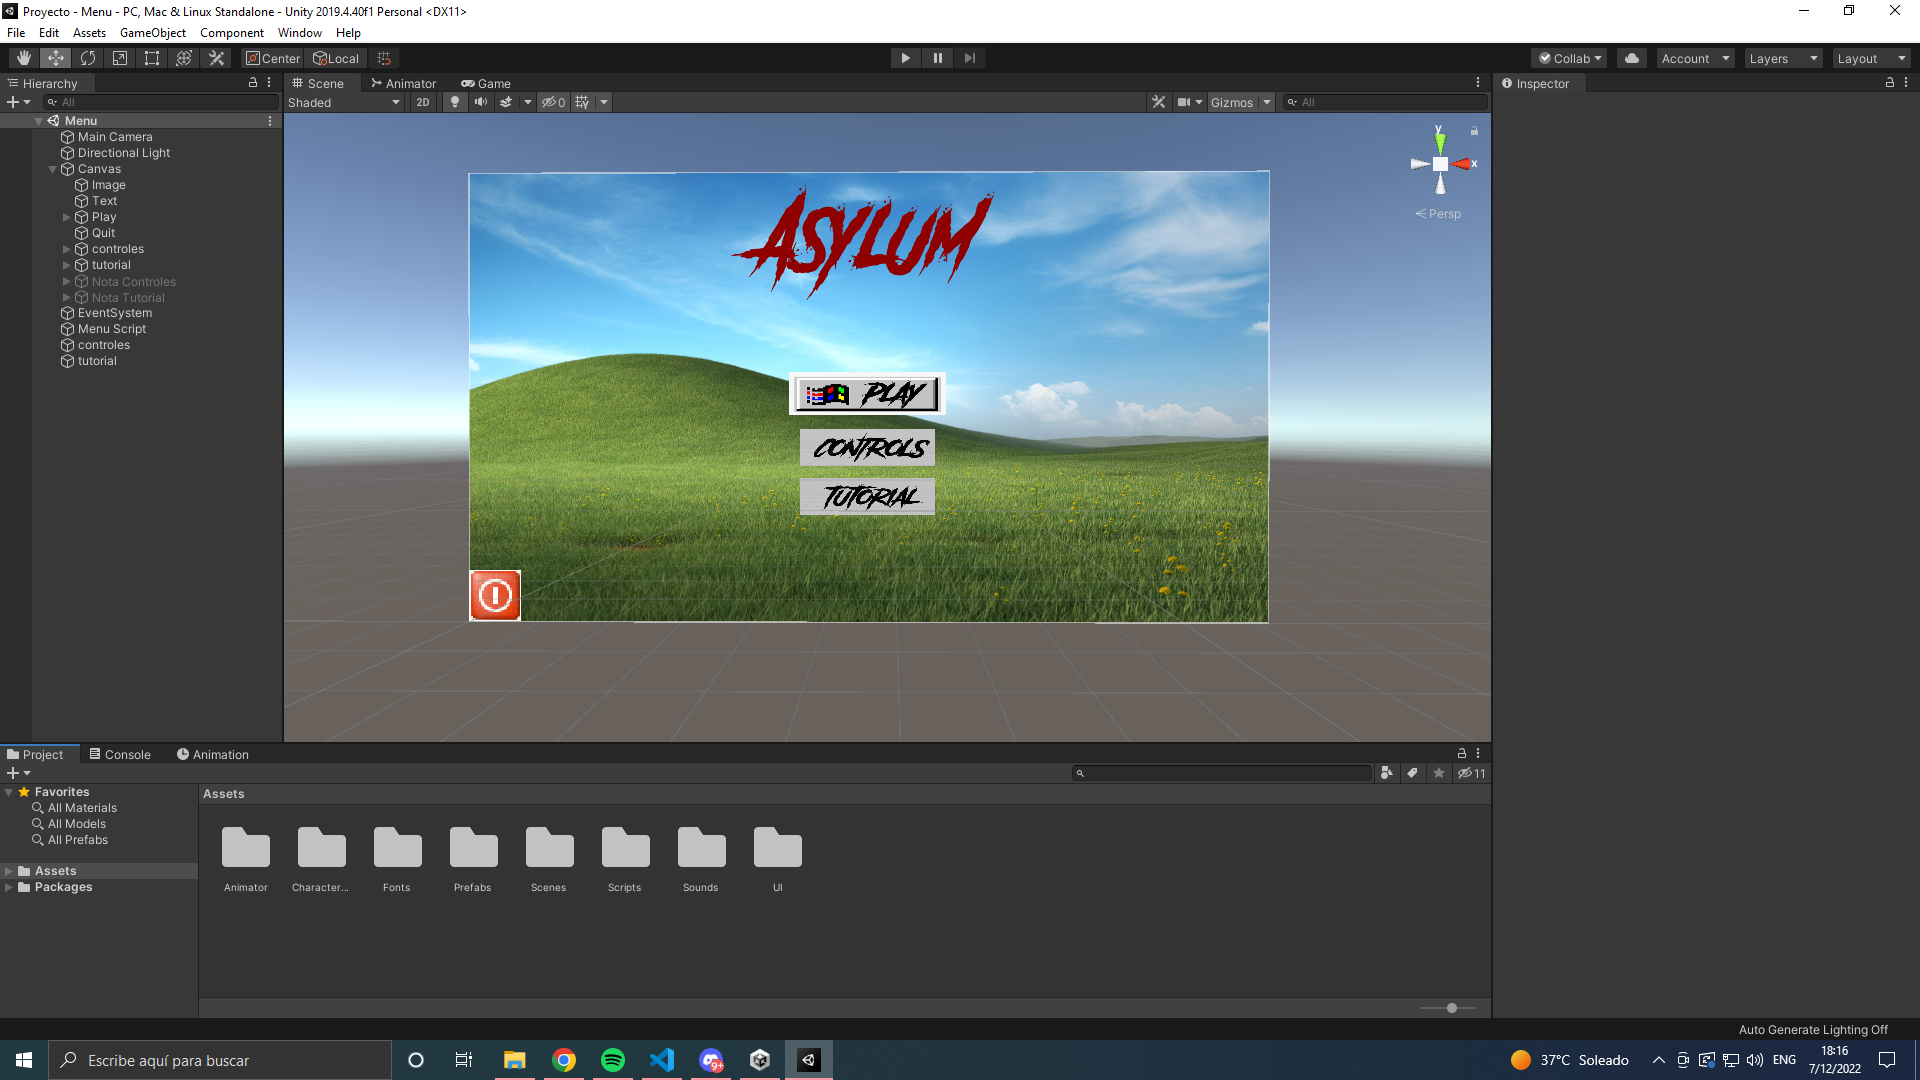 Proyecto - Menu - PC, Mac & Linux Standalone - Unity 2019.4.40f1 Personal <DX11>
File Edit Assets GameObject Component Window Help
Center Local Collab Account Layers Layout
Hierarchy Scene Animator Game Inspector
All Shaded 2D 0 Gizmos All
Menu
Main Camera
Directional Light
Canvas
Image
Text
Play
Quit
controles
tutorial
Nota Controles
Nota Tutorial
EventSystem
Menu Script
controles
tutorial
y
x
Persp
ASYLUM
PLAY
CONTROLS
TUTORIAL
Project Console Animation
11
Favorites
All Materials
All Models
All Prefabs
Assets
Packages
Assets
Animator Character... Fonts Prefabs Scenes Scripts Sounds UI
Auto Generate Lighting Off
Escribe aquí para buscar
9+
37°C Soleado
ENG
18:16
7/12/2022